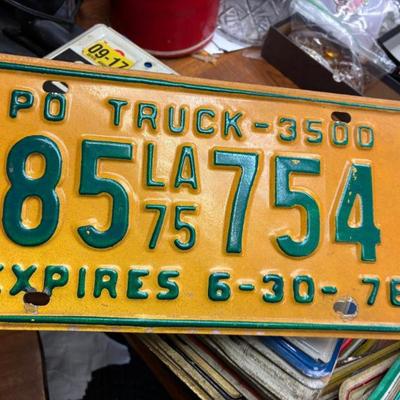 09-17
PO TRUCK-3500
85 LA 75 754
EXPIRES 6-30-76